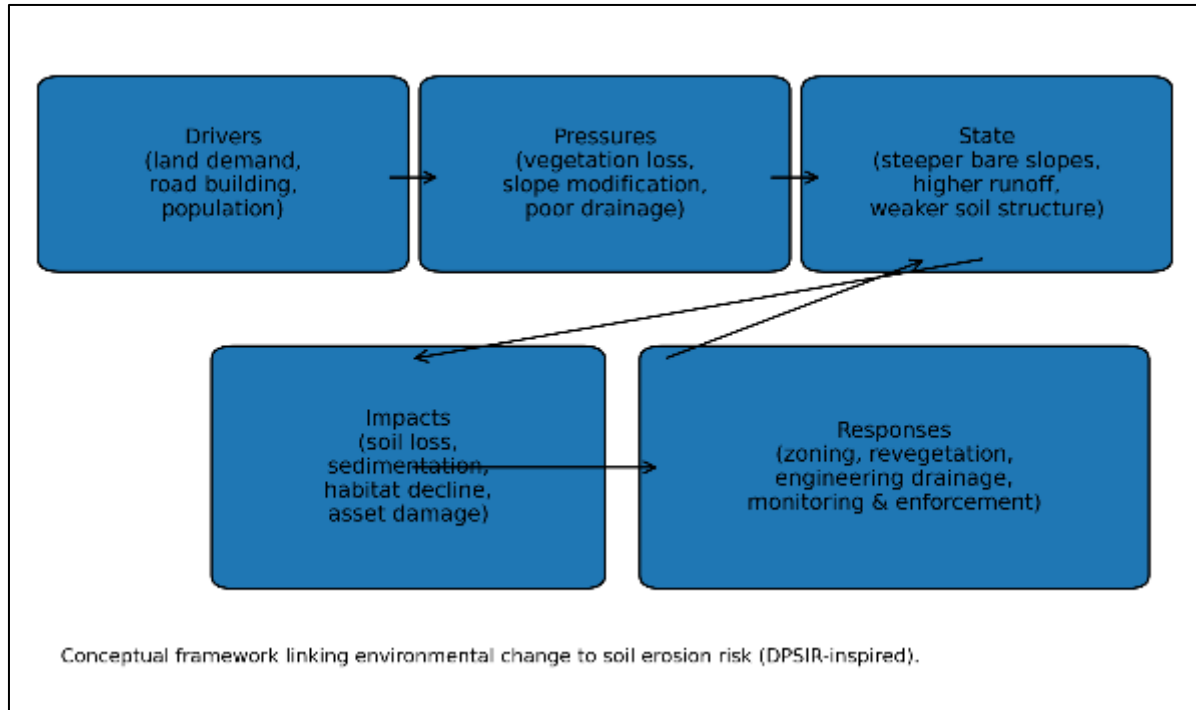 Drivers
(land demand,
road building,
population)
Pressures
(vegetation loss,
slope modification,
poor drainage)
State
(steeper bare slopes,
higher runoff,
weaker soil structure)
Impacts
(soil loss,
sedimentation,
habitat decline,
asset damage)
Responses
(zoning, revegetation,
engineering drainage,
monitoring & enforcement)
Conceptual framework linking environmental change to soil erosion risk (DPSIR-inspired).